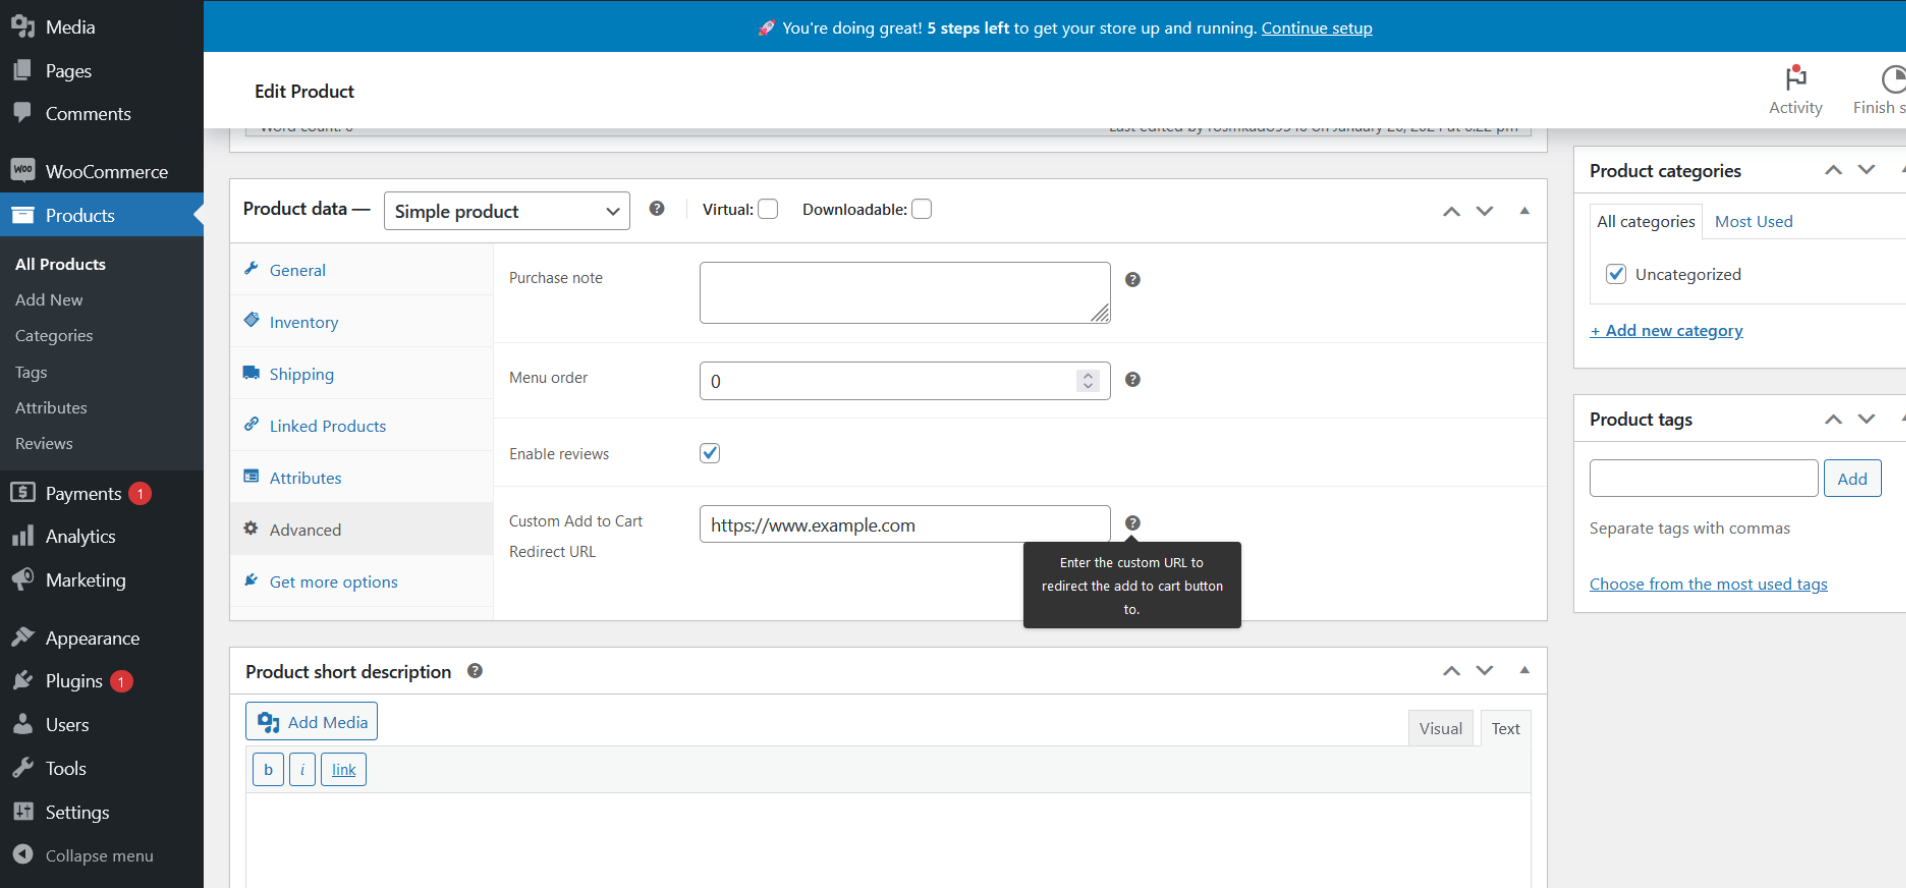 Media
Pages
Comments
WooCommerce
Products
All Products
Add New
Categories
Tags
Attributes
Reviews
Payments 1
Analytics
Marketing
Appearance
Plugins 1
Users
Tools
Settings
Collapse menu
🚀 You're doing great! 5 steps left to get your store up and running. Continue setup
Edit Product
Activity
Finish s
Product data — Simple product ? Virtual: Downloadable:
General
Inventory
Shipping
Linked Products
Attributes
Advanced
Get more options
Purchase note ?
Menu order 0 ?
Enable reviews
Custom Add to Cart
Redirect URL
https://www.example.com ?
Enter the custom URL to
redirect the add to cart button
to.
Product short description ?
Add Media
Visual Text
b i link
Product categories
All categories Most Used
Uncategorized
+ Add new category
Product tags
Add
Separate tags with commas
Choose from the most used tags